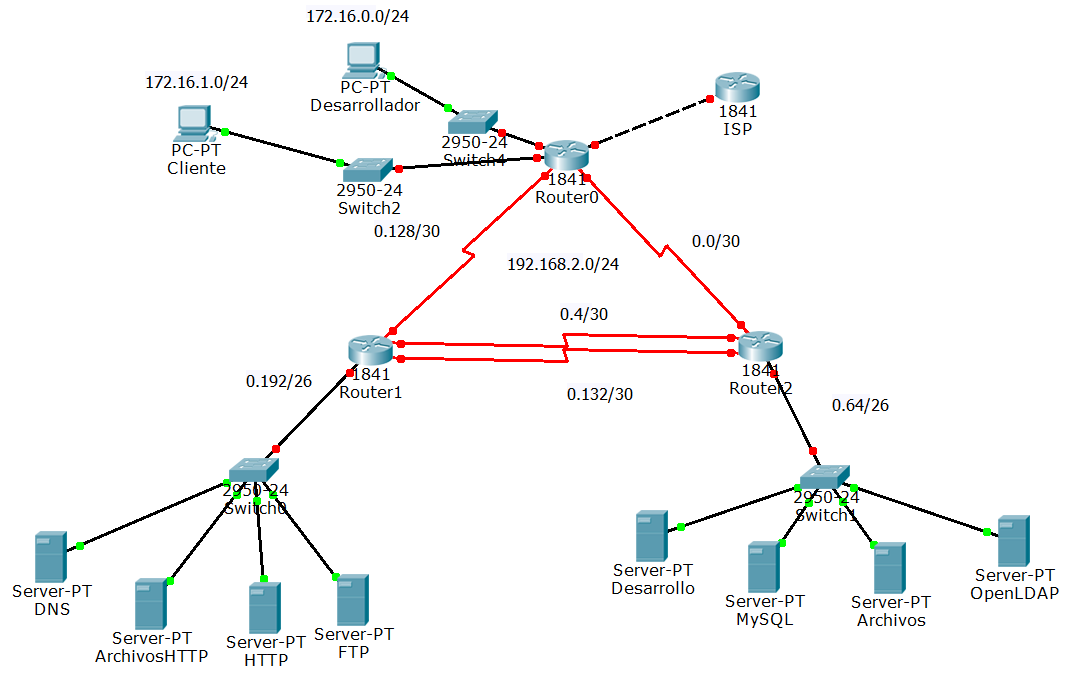 172.16.0.0/24
172.16.1.0/24
PC-PT
Desarrollador
1841
ISP
PC-PT
Cliente
2950-24
Switch4
2950-24
Switch2
1841
Router0
0.128/30
0.0/30
192.168.2.0/24
0.4/30
1841
Router1
1841
Router2
0.192/26
0.132/30
0.64/26
2950-24
Switch0
2950-24
Switch1
Server-PT
DNS
Server-PT
ArchivosHTTP
Server-PT
HTTP
Server-PT
FTP
Server-PT
Desarrollo
Server-PT
MySQL
Server-PT
Archivos
Server-PT
OpenLDAP